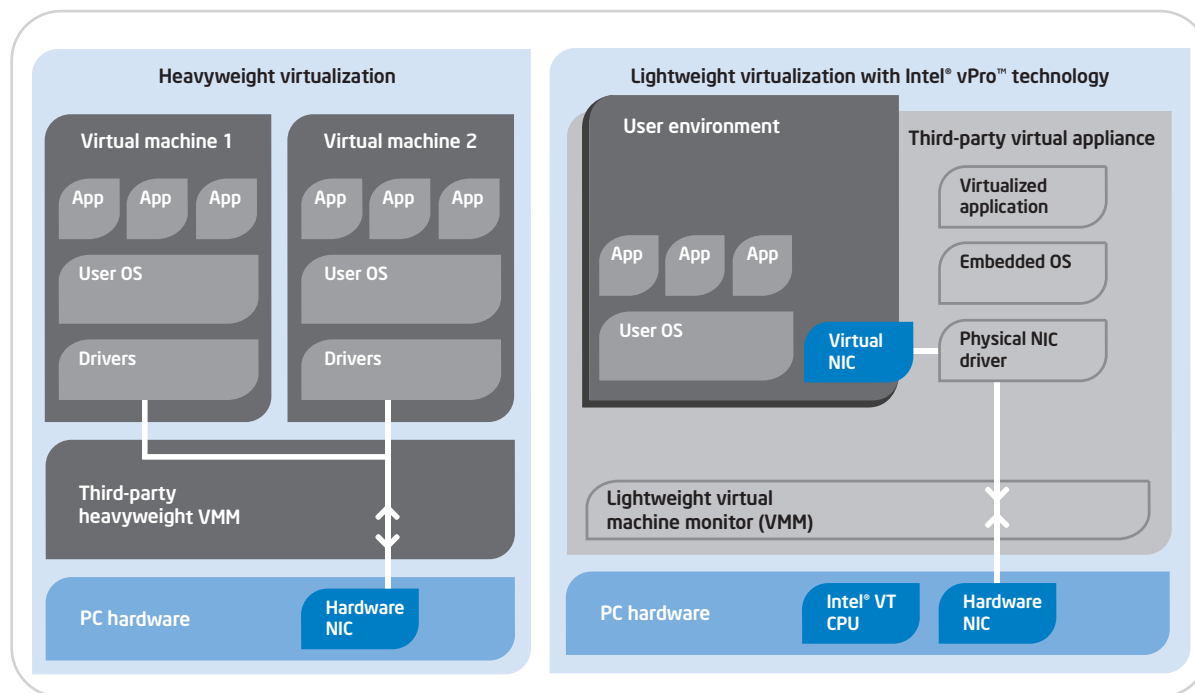 Heavyweight virtualization
Virtual machine 1
App
App
App
User OS
Drivers
Virtual machine 2
App
App
App
User OS
Drivers
Third-party
heavyweight VMM
PC hardware
Hardware
NIC
Lightweight virtualization with Intel® vPro™ technology
User environment
App
App
App
User OS
Virtual
NIC
Third-party virtual appliance
Virtualized
application
Embedded OS
Physical NIC
driver
Lightweight virtual
machine monitor (VMM)
PC hardware
Intel® VT
CPU
Hardware
NIC